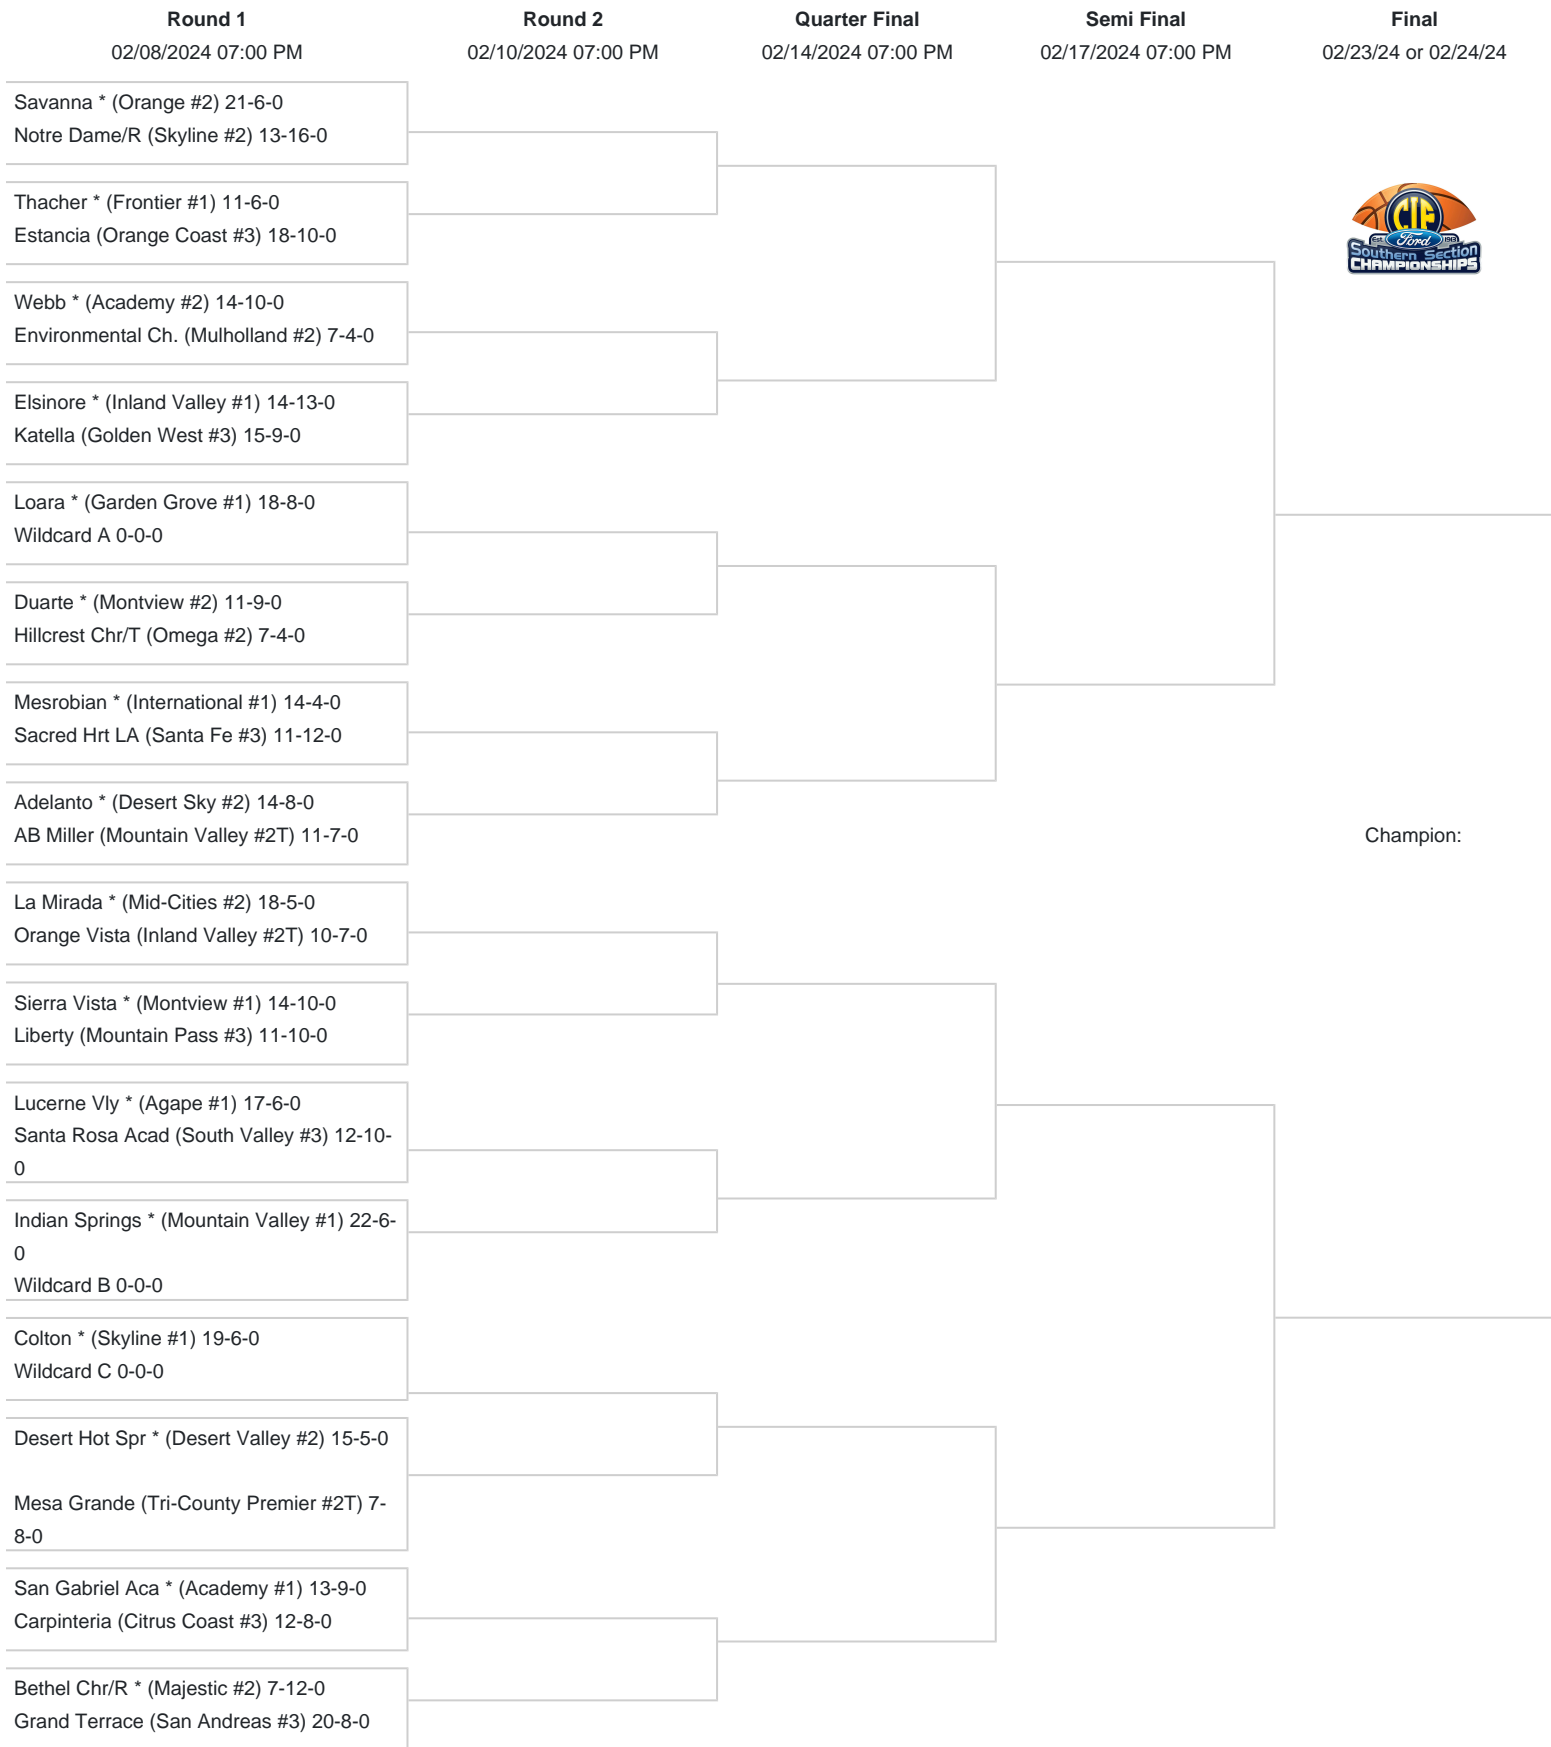 Round 1
Round 2
Quarter Final
Semi Final
Final
02/08/2024 07:00 PM
02/10/2024 07:00 PM
02/14/2024 07:00 PM
02/17/2024 07:00 PM
02/23/24 or 02/24/24
Savanna * (Orange #2) 21-6-0
Notre Dame/R (Skyline #2) 13-16-0
Thacher * (Frontier #1) 11-6-0
Estancia (Orange Coast #3) 18-10-0
CIF
Est
Ford
1913
Southern Section
CHAMPIONSHIPS
Webb * (Academy #2) 14-10-0
Environmental Ch. (Mulholland #2) 7-4-0
Elsinore * (Inland Valley #1) 14-13-0
Katella (Golden West #3) 15-9-0
Loara * (Garden Grove #1) 18-8-0
Wildcard A 0-0-0
Duarte * (Montview #2) 11-9-0
Hillcrest Chr/T (Omega #2) 7-4-0
Mesrobian * (International #1) 14-4-0
Sacred Hrt LA (Santa Fe #3) 11-12-0
Adelanto * (Desert Sky #2) 14-8-0
AB Miller (Mountain Valley #2T) 11-7-0
Champion:
La Mirada * (Mid-Cities #2) 18-5-0
Orange Vista (Inland Valley #2T) 10-7-0
Sierra Vista * (Montview #1) 14-10-0
Liberty (Mountain Pass #3) 11-10-0
Lucerne Vly * (Agape #1) 17-6-0
Santa Rosa Acad (South Valley #3) 12-10-
0
Indian Springs * (Mountain Valley #1) 22-6-
0
Wildcard B 0-0-0
Colton * (Skyline #1) 19-6-0
Wildcard C 0-0-0
Desert Hot Spr * (Desert Valley #2) 15-5-0
Mesa Grande (Tri-County Premier #2T) 7-
8-0
San Gabriel Aca * (Academy #1) 13-9-0
Carpinteria (Citrus Coast #3) 12-8-0
Bethel Chr/R * (Majestic #2) 7-12-0
Grand Terrace (San Andreas #3) 20-8-0